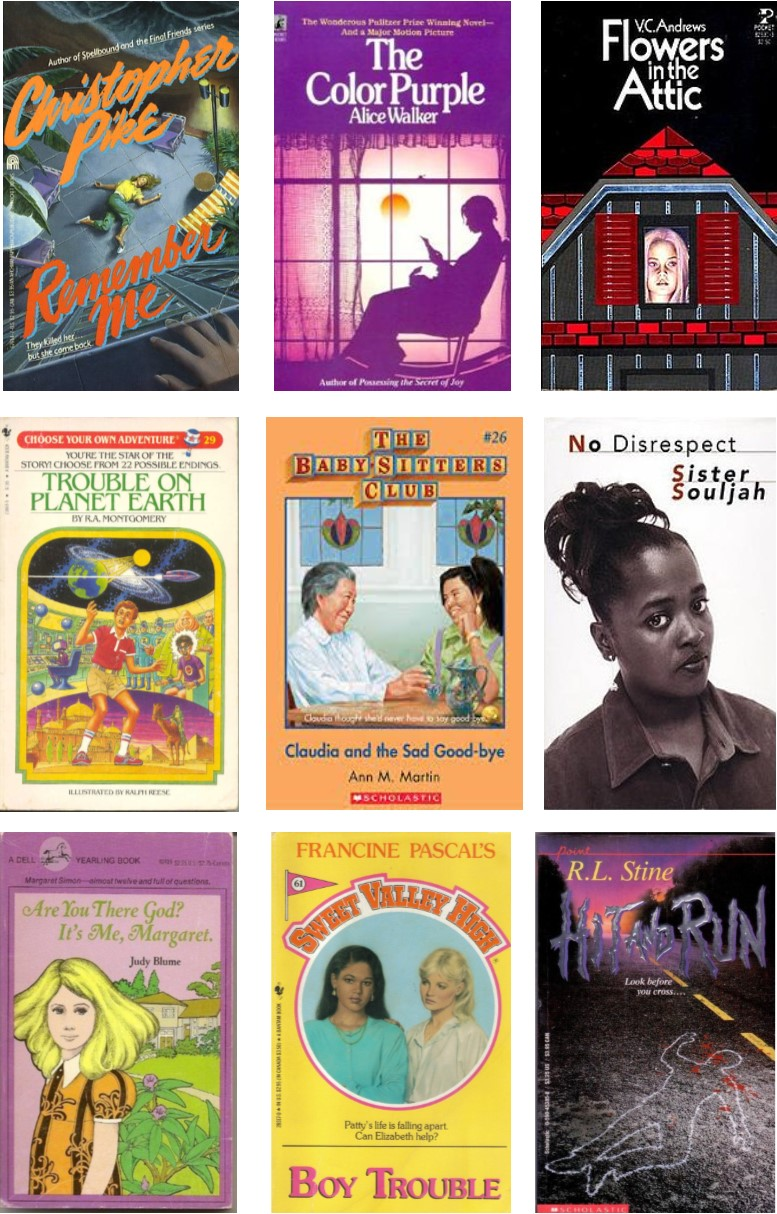 Author of Spellbound and the Final Friends series
Christopher
Pike
Remember
Me
They killed her...
but she came back.
The Wondrous Pulitzer Prize Winning Novel—
And a Major Motion Picture
The
Color Purple
Alice Walker
Author of Possessing the Secret of Joy
POCKET
V.C. Andrews
Flowers
in the
Attic
CHOOSE YOUR OWN ADVENTURE® 29
YOU'RE THE STAR OF THE
STORY! CHOOSE FROM 22 POSSIBLE ENDINGS.
TROUBLE ON
PLANET EARTH
BY R.A. MONTGOMERY
ILLUSTRATED BY RALPH REESE
THE
BABY-SITTERS
CLUB
#26
Claudia thought she'd never have to say good-bye.
Claudia and the Sad Good-bye
Ann M. Martin
SCHOLASTIC
No Disrespect
Sister
Souljah
A DELL YEARLING BOOK
Margaret Simon—almost twelve and full of questions.
Are You There God?
It's Me, Margaret.
Judy Blume
FRANCINE PASCAL'S
61
SWEET VALLEY HIGH®
Patty's life is falling apart.
Can Elizabeth help?
BOY TROUBLE
point
R.L. Stine
HIT AND RUN
Look before
you cross....
SCHOLASTIC